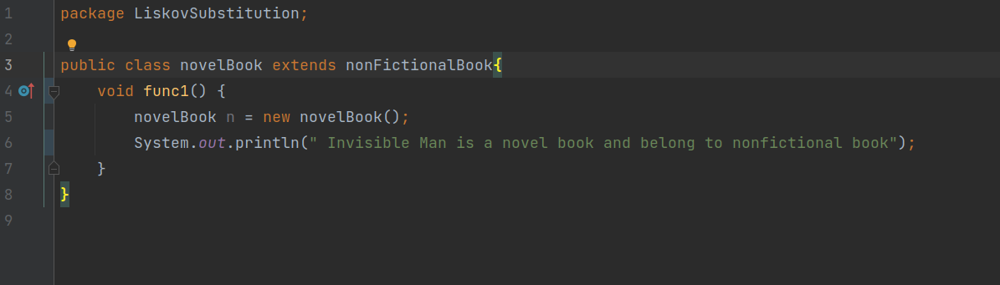 1 package LiskovSubstitution;
2
3 public class novelBook extends nonFictionalBook{
4 void func1() {
5 novelBook n = new novelBook();
6 System.out.println(" Invisible Man is a novel book and belong to nonfictional book");
7 }
8 }
9